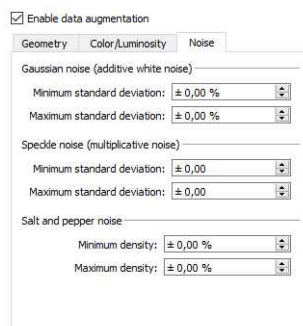 Enable data augmentation
Geometry Color/Luminosity Noise
Gaussian noise (additive white noise)
Minimum standard deviation: ± 0,00 %
Maximum standard deviation: ± 0,00 %
Speckle noise (multiplicative noise)
Minimum standard deviation: ± 0,00
Maximum standard deviation: ± 0,00
Salt and pepper noise
Minimum density: ± 0,00 %
Maximum density: ± 0,00 %